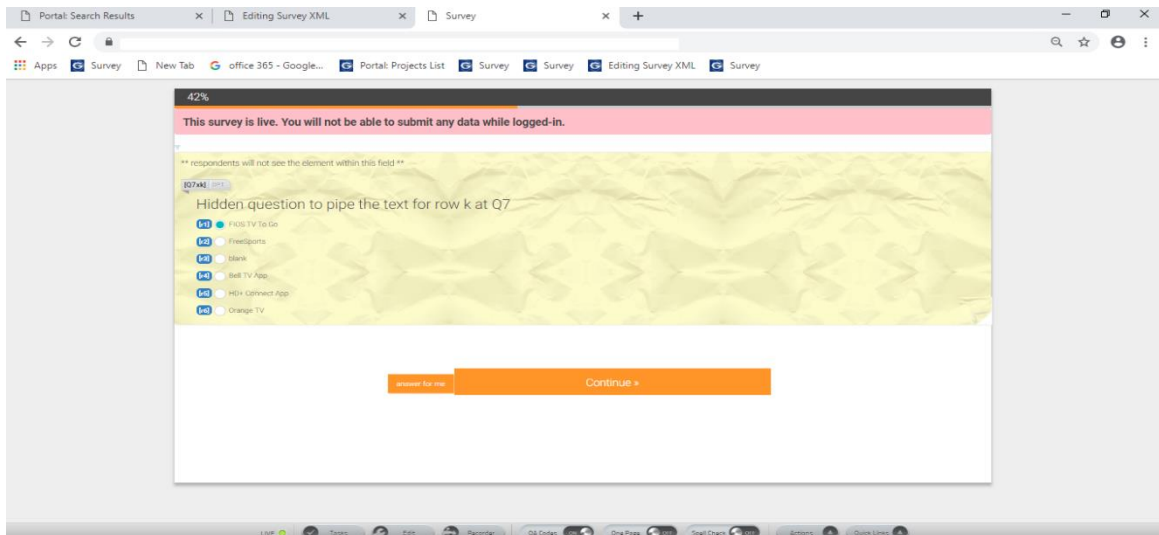 Portal: Search Results
Editing Survey XML
Survey
Apps Survey New Tab office 365 - Google... Portal: Projects List Survey Survey Editing Survey XML Survey
42%
This survey is live. You will not be able to submit any data while logged-in.
** respondents will not see the element within this field **
[Q7xk] OPT
Hidden question to pipe the text for row k at Q7
[r1] FIOS TV To Go
[r2] FreeSports
[r3] blank
[r4] Bell TV App
[r5] HD+ Connect App
[r6] Orange TV
answer for me Continue »
LIVE Edit Recorder QA Codes One Page OFF Spell Check OFF Actions Quick Links